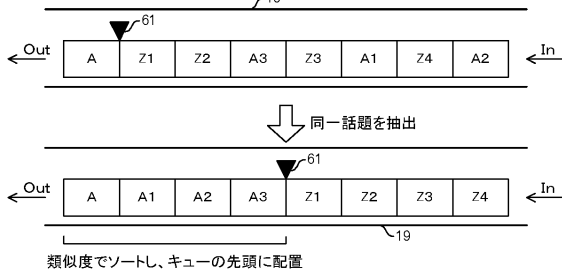 61
Out A Z1 Z2 A3 Z3 A1 Z4 A2 In
同一話題を抽出
61
Out A A1 A2 A3 Z1 Z2 Z3 Z4 In
19
類似度でソートし、キューの先頭に配置